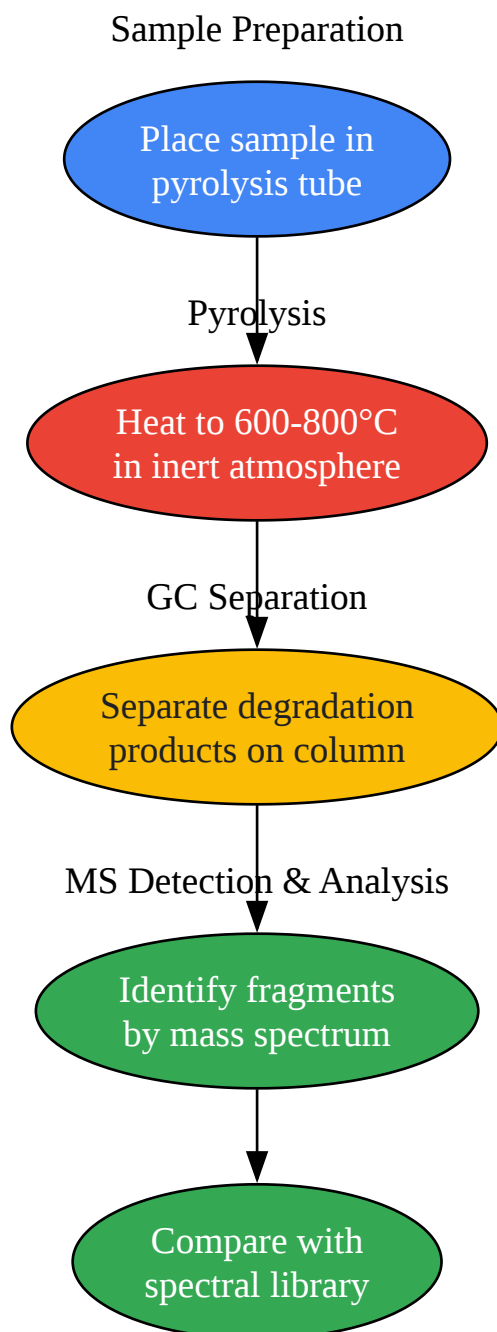 Sample Preparation
Place sample in
pyrolysis tube
Pyrolysis
Heat to 600-800°C
in inert atmosphere
GC Separation
Separate degradation
products on column
MS Detection & Analysis
Identify fragments
by mass spectrum
Compare with
spectral library